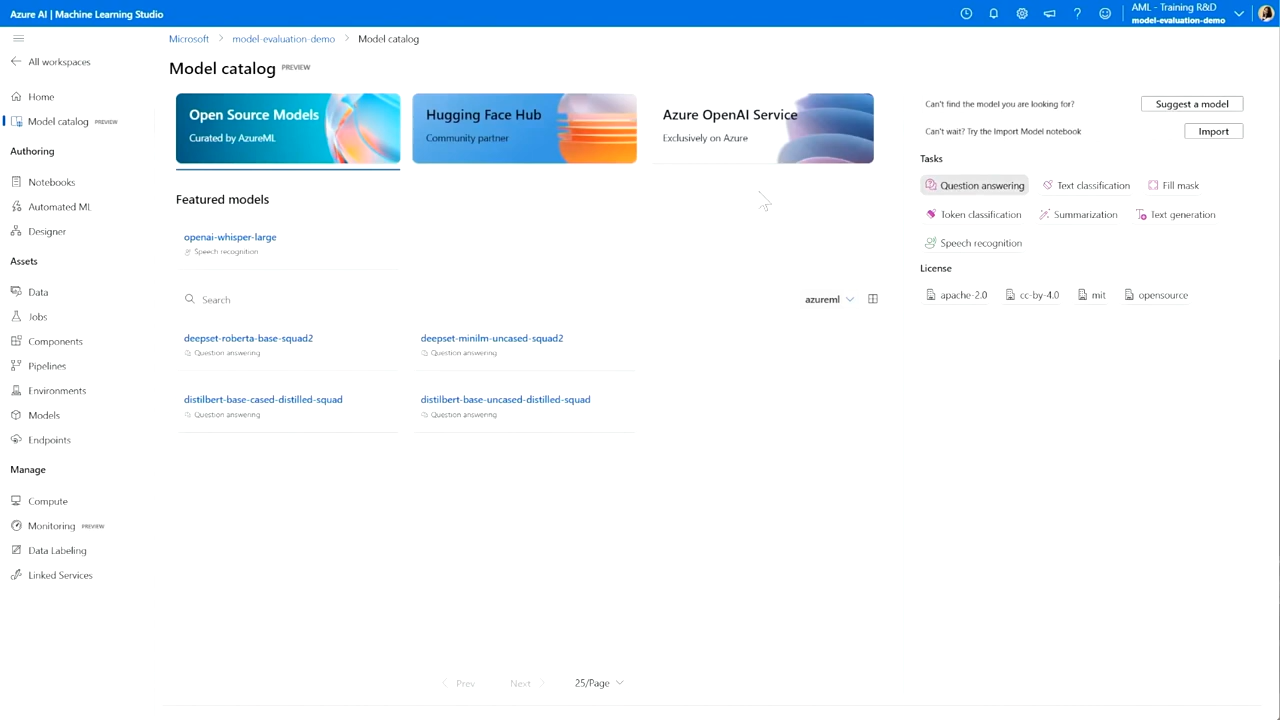 Azure AI | Machine Learning Studio
AML - Training R&D
model-evaluation-demo
All workspaces
Home
Model catalog PREVIEW
Authoring
Notebooks
Automated ML
Designer
Assets
Data
Jobs
Components
Pipelines
Environments
Models
Endpoints
Manage
Compute
Monitoring PREVIEW
Data Labeling
Linked Services
Microsoft > model-evaluation-demo > Model catalog
Model catalog PREVIEW
Open Source Models
Curated by AzureML
Hugging Face Hub
Community partner
Azure OpenAI Service
Exclusively on Azure
Featured models
openai-whisper-large
Speech recognition
Search
azureml
deepset-roberta-base-squad2
Question answering
deepset-minilm-uncased-squad2
Question answering
distilbert-base-cased-distilled-squad
Question answering
distilbert-base-uncased-distilled-squad
Question answering
Prev
Next
25/Page
Can't find the model you are looking for?
Suggest a model
Can't wait? Try the Import Model notebook
Import
Tasks
Question answering
Text classification
Fill mask
Token classification
Summarization
Text generation
Speech recognition
License
apache-2.0
cc-by-4.0
mit
opensource